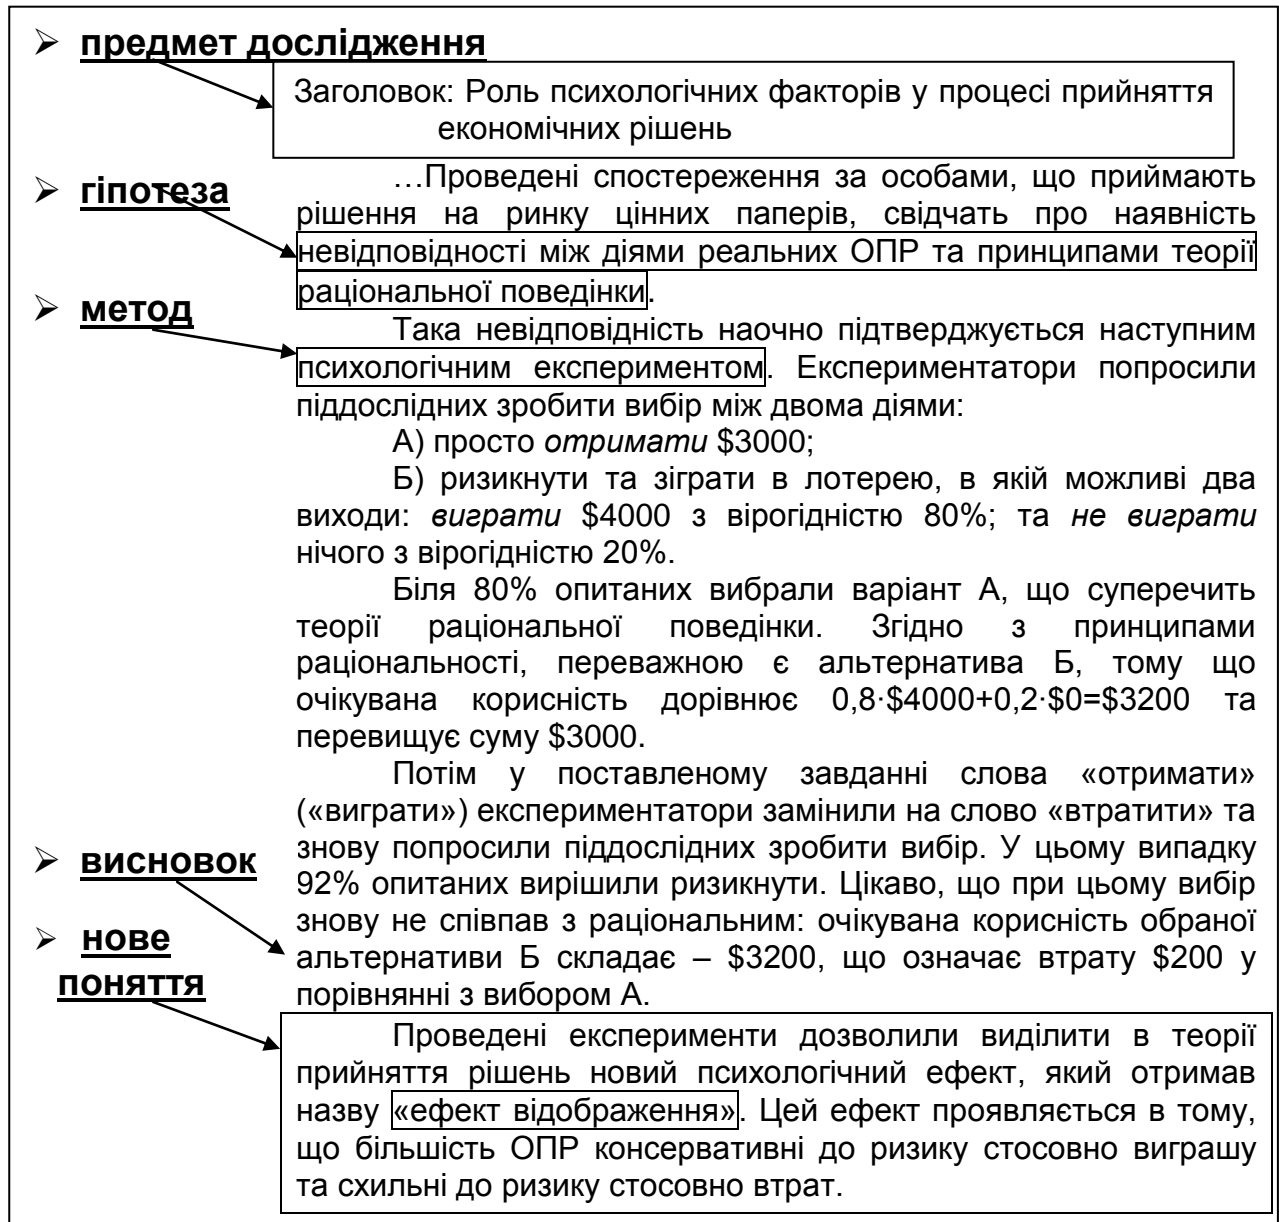 ➢ предмет дослідження
Заголовок: Роль психологічних факторів у процесі прийняття
економічних рішень
➢ гіпотеза
…Проведені спостереження за особами, що приймають
рішення на ринку цінних паперів, свідчать про наявність
невідповідності між діями реальних ОПР та принципами теорії
раціональної поведінки.
➢ метод
Така невідповідність наочно підтверджується наступним
психологічним експериментом. Експериментатори попросили
піддослідних зробити вибір між двома діями:
А) просто отримати $3000;
Б) ризикнути та зіграти в лотерею, в якій можливі два
виходи: виграти $4000 з вірогідністю 80%; та не виграти
нічого з вірогідністю 20%.
Біля 80% опитаних вибрали варіант А, що суперечить
теорії раціональної поведінки. Згідно з принципами
раціональності, переважною є альтернатива Б, тому що
очікувана корисність дорівнює 0,8·$4000+0,2·$0=$3200 та
перевищує суму $3000.
Потім у поставленому завданні слова «отримати»
(«виграти») експериментатори замінили на слово «втратити» та
знову попросили піддослідних зробити вибір. У цьому випадку
92% опитаних вирішили ризикнути. Цікаво, що при цьому вибір
знову не співпав з раціональним: очікувана корисність обраної
альтернативи Б складає – $3200, що означає втрату $200 у
порівнянні з вибором А.
➢ висновок
➢ нове
поняття
Проведені експерименти дозволили виділити в теорії
прийняття рішень новий психологічний ефект, який отримав
назву «ефект відображення». Цей ефект проявляється в тому,
що більшість ОПР консервативні до ризику стосовно виграшу
та схильні до ризику стосовно втрат.